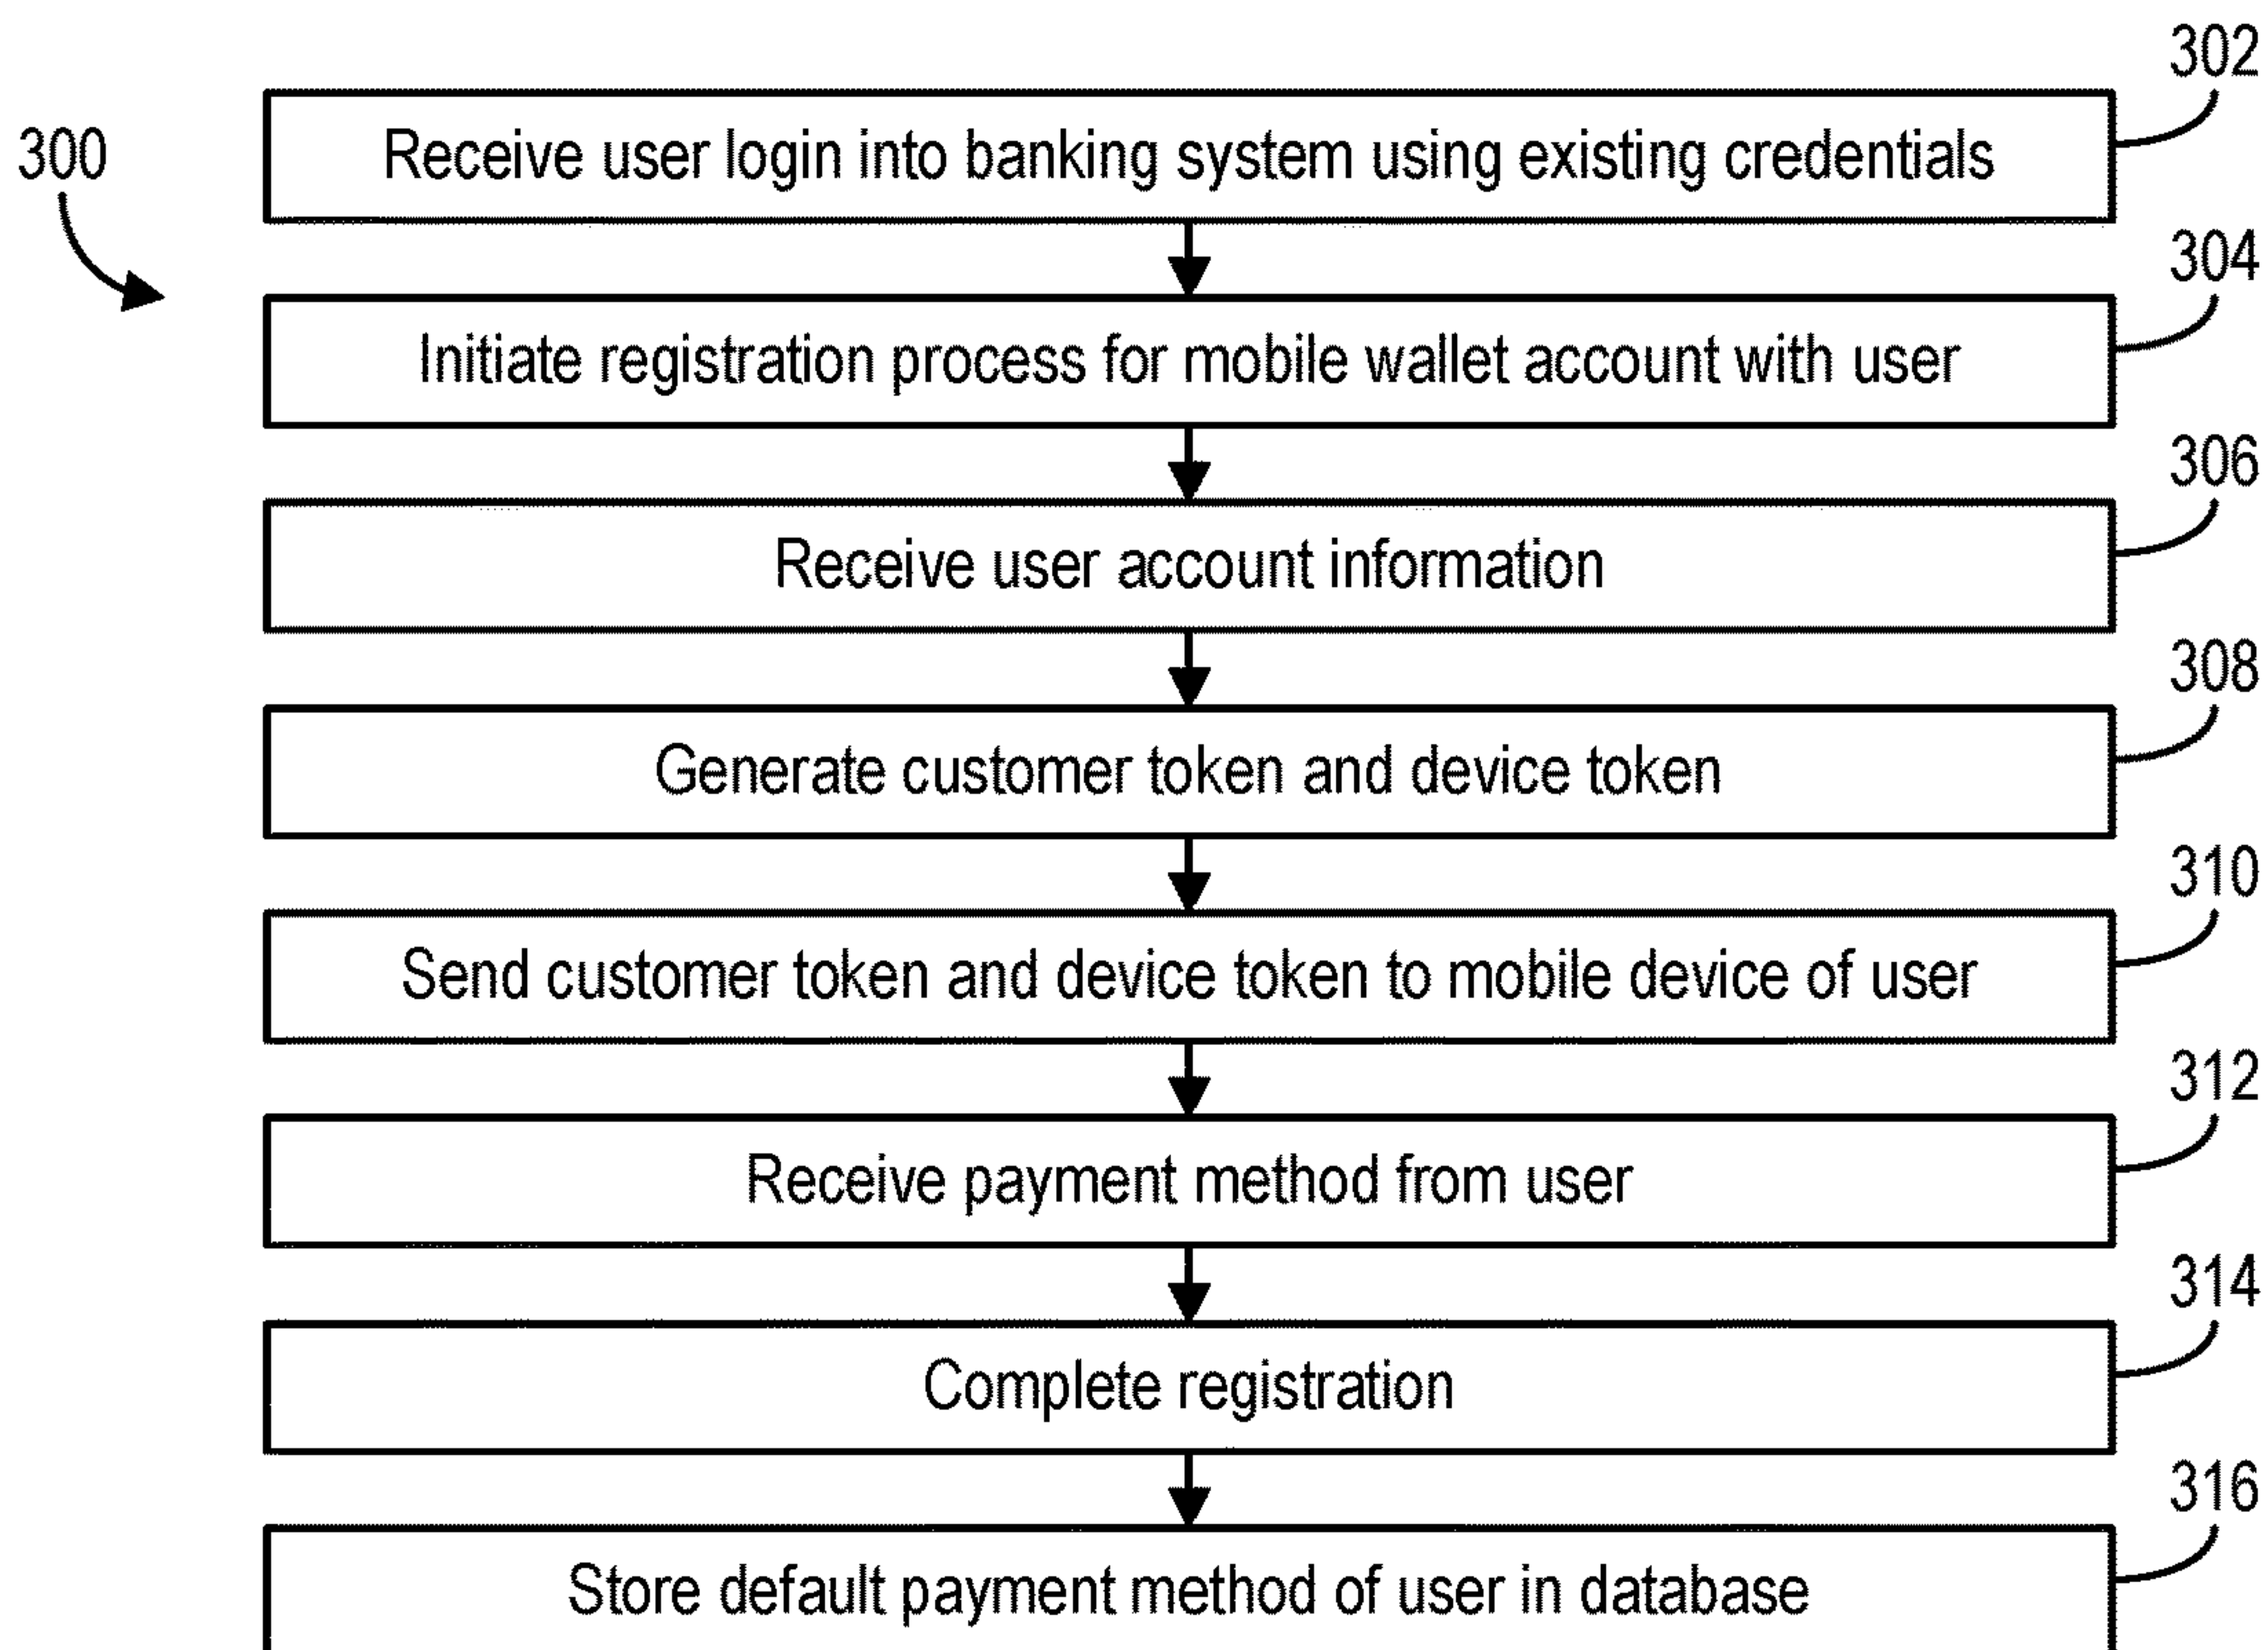 302
300
Receive user login into banking system using existing credentials
304
Initiate registration process for mobile wallet account with user
306
Receive user account information
308
Generate customer token and device token
310
Send customer token and device token to mobile device of user
312
Receive payment method from user
314
Complete registration
316
Store default payment method of user in database